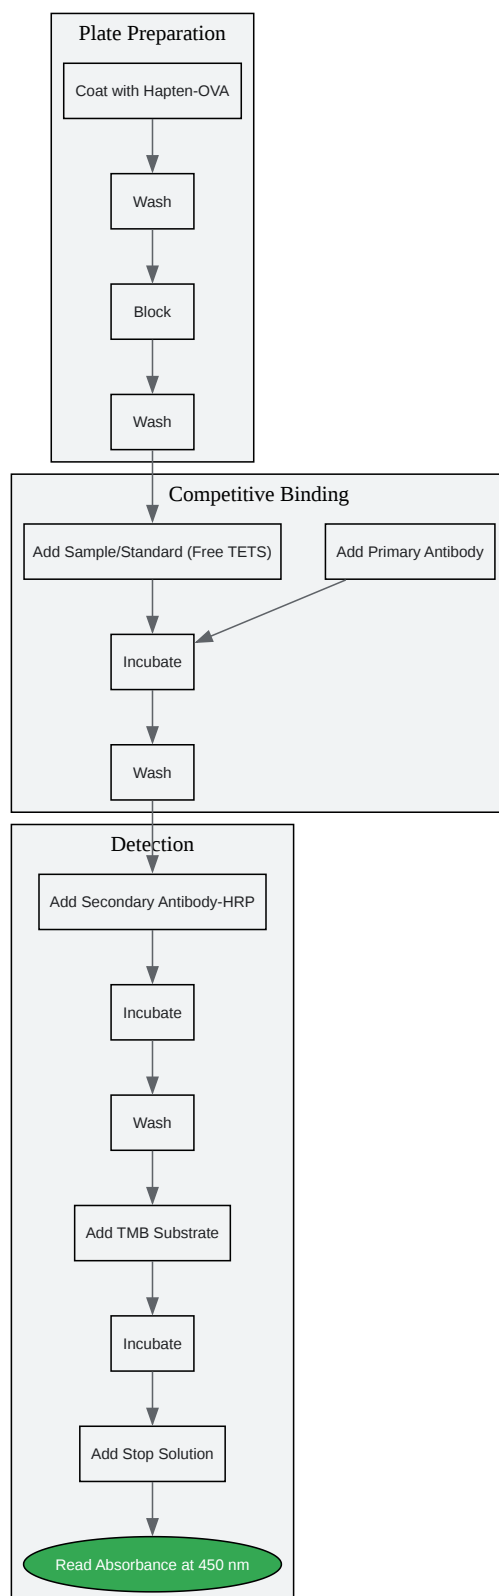 Plate Preparation
Coat with Hapten-OVA
Wash
Block
Wash
Competitive Binding
Add Sample/Standard (Free TETS)
Add Primary Antibody
Incubate
Wash
Detection
Add Secondary Antibody-HRP
Incubate
Wash
Add TMB Substrate
Incubate
Add Stop Solution
Read Absorbance at 450 nm